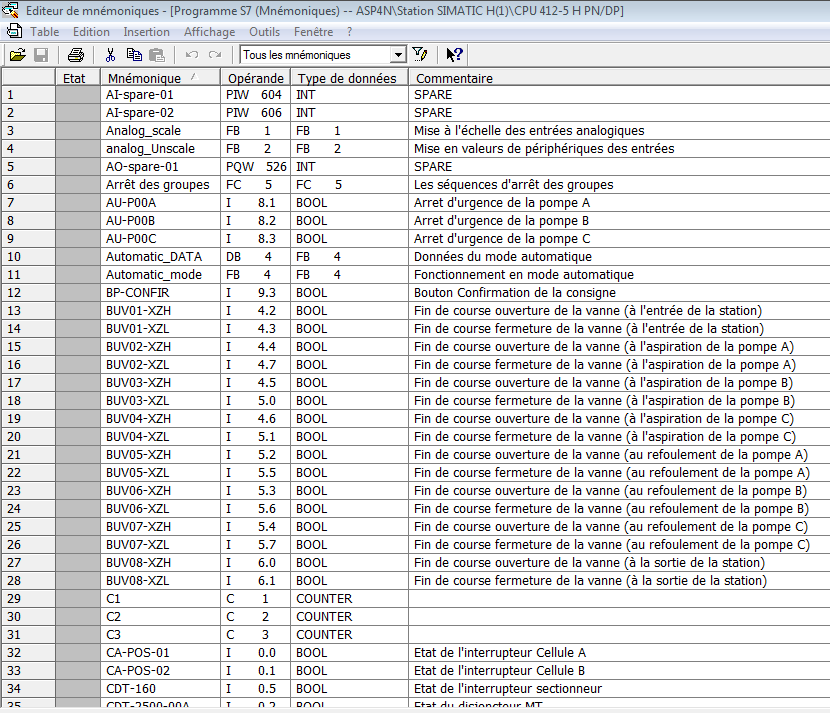 Editeur de mnémoniques - [Programme S7 (Mnémoniques) -- ASP4N\Station SIMATIC H(1)\CPU 412-5 H PN/DP]
Table Edition Insertion Affichage Outils Fenêtre ?
Tous les mnémoniques
Etat Mnémonique Opérande Type de données Commentaire
1 AI-spare-01 PIW 604 INT SPARE
2 AI-spare-02 PIW 606 INT SPARE
3 Analog_scale FB 1 FB 1 Mise à l'échelle des entrées analogiques
4 analog_Unscale FB 2 FB 2 Mise en valeurs de périphériques des entrées
5 AO-spare-01 PQW 526 INT SPARE
6 Arrêt des groupes FC 5 FC 5 Les séquences d'arrêt des groupes
7 AU-P00A I 8.1 BOOL Arret d'urgence de la pompe A
8 AU-P00B I 8.2 BOOL Arret d'urgence de la pompe B
9 AU-P00C I 8.3 BOOL Arret d'urgence de la pompe C
10 Automatic_DATA DB 4 FB 4 Données du mode automatique
11 Automatic_mode FB 4 FB 4 Fonctionnement en mode automatique
12 BP-CONFIR I 9.3 BOOL Bouton Confirmation de la consigne
13 BUV01-XZH I 4.2 BOOL Fin de course ouverture de la vanne (à l'entrée de la station)
14 BUV01-XZL I 4.3 BOOL Fin de course fermeture de la vanne (à l'entrée de la station)
15 BUV02-XZH I 4.4 BOOL Fin de course ouverture de la vanne (à l'aspiration de la pompe A)
16 BUV02-XZL I 4.7 BOOL Fin de course fermeture de la vanne (à l'aspiration de la pompe A)
17 BUV03-XZH I 4.5 BOOL Fin de course ouverture de la vanne (à l'aspiration de la pompe B)
18 BUV03-XZL I 5.0 BOOL Fin de course fermeture de la vanne (à l'aspiration de la pompe B)
19 BUV04-XZH I 4.6 BOOL Fin de course ouverture de la vanne (à l'aspiration de la pompe C)
20 BUV04-XZL I 5.1 BOOL Fin de course fermeture de la vanne (à l'aspiration de la pompe C)
21 BUV05-XZH I 5.2 BOOL Fin de course ouverture de la vanne (au refoulement de la pompe A)
22 BUV05-XZL I 5.5 BOOL Fin de course fermeture de la vanne (au refoulement de la pompe A)
23 BUV06-XZH I 5.3 BOOL Fin de course ouverture de la vanne (au refoulement de la pompe B)
24 BUV06-XZL I 5.6 BOOL Fin de course fermeture de la vanne (au refoulement de la pompe B)
25 BUV07-XZH I 5.4 BOOL Fin de course ouverture de la vanne (au refoulement de la pompe C)
26 BUV07-XZL I 5.7 BOOL Fin de course fermeture de la vanne (au refoulement de la pompe C)
27 BUV08-XZH I 6.0 BOOL Fin de course ouverture de la vanne (à la sortie de la station)
28 BUV08-XZL I 6.1 BOOL Fin de course fermeture de la vanne (à la sortie de la station)
29 C1 C 1 COUNTER
30 C2 C 2 COUNTER
31 C3 C 3 COUNTER
32 CA-POS-01 I 0.0 BOOL Etat de l'interrupteur Cellule A
33 CA-POS-02 I 0.1 BOOL Etat de l'interrupteur Cellule B
34 CDT-160 I 0.5 BOOL Etat de l'interrupteur sectionneur
35 CDT-2500-00A I 0.2 BOOL Etat du disjoncteur MT